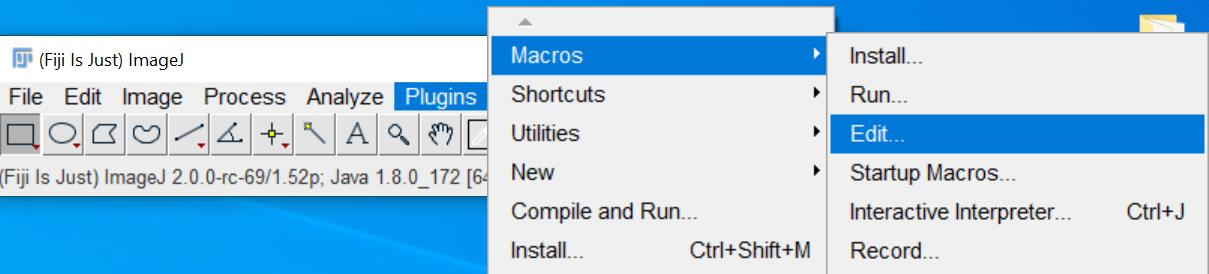 (Fiji Is Just) ImageJ
File Edit Image Process Analyze Plugins
A
(Fiji Is Just) ImageJ 2.0.0-rc-69/1.52p; Java 1.8.0_172 [64
Macros
Shortcuts
Utilities
New
Compile and Run...
Install... Ctrl+Shift+M
Install...
Run...
Edit...
Startup Macros...
Interactive Interpreter... Ctrl+J
Record...